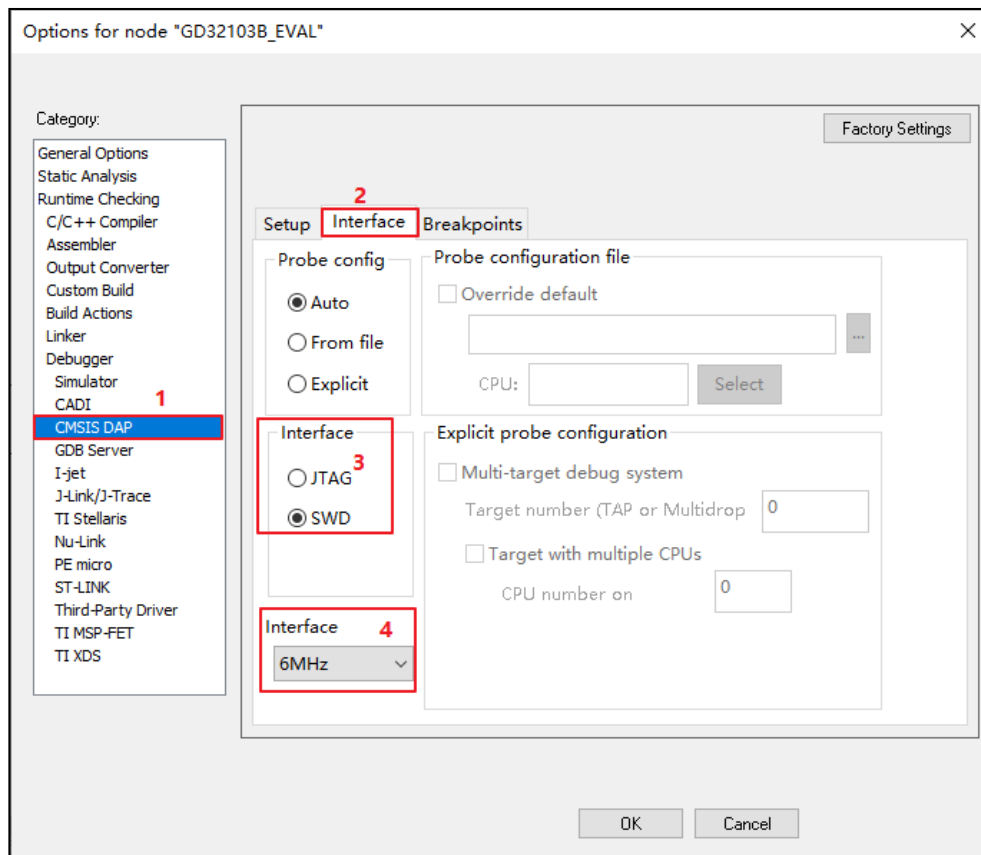 Options for node "GD32103B_EVAL"
Category:
Factory Settings
General Options
Static Analysis
Runtime Checking
C/C++ Compiler
Assembler
Output Converter
Custom Build
Build Actions
Linker
Debugger
Simulator
CADI
1
CMSIS DAP
GDB Server
I-jet
J-Link/J-Trace
TI Stellaris
Nu-Link
PE micro
ST-LINK
Third-Party Driver
TI MSP-FET
TI XDS
2
Setup Interface Breakpoints
Probe config
Auto
From file
Explicit
Probe configuration file
Override default
...
CPU: Select
Interface
3
JTAG
SWD
Explicit probe configuration
Multi-target debug system
Target number (TAP or Multidrop 0
Target with multiple CPUs
CPU number on 0
Interface 4
6MHz
OK Cancel